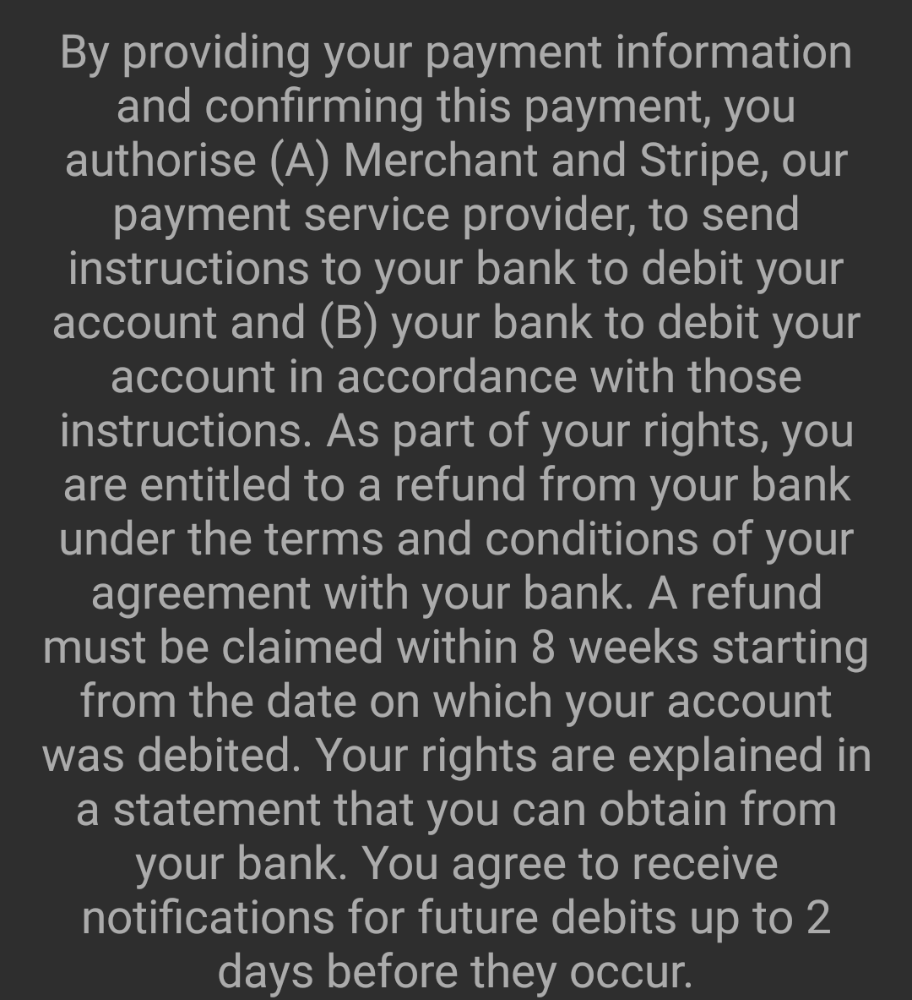 By providing your payment information
and confirming this payment, you
authorise (A) Merchant and Stripe, our
payment service provider, to send
instructions to your bank to debit your
account and (B) your bank to debit your
account in accordance with those
instructions. As part of your rights, you
are entitled to a refund from your bank
under the terms and conditions of your
agreement with your bank. A refund
must be claimed within 8 weeks starting
from the date on which your account
was debited. Your rights are explained in
a statement that you can obtain from
your bank. You agree to receive
notifications for future debits up to 2
days before they occur.